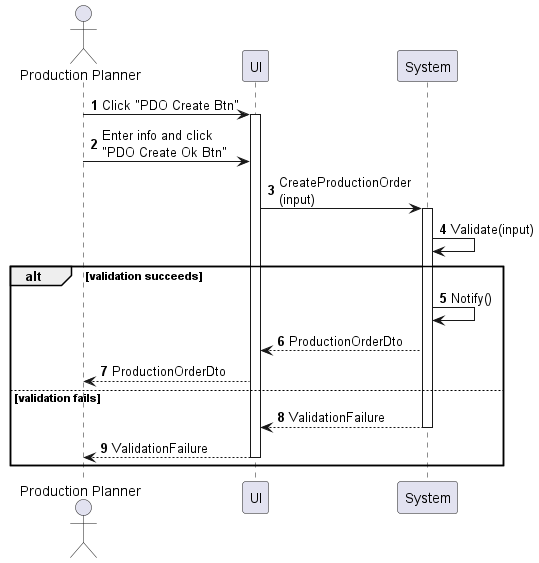 Production Planner
UI
System
1 Click "PDO Create Btn"
2 Enter info and click
"PDO Create Ok Btn"
3 CreateProductionOrder
(input)
4 Validate(input)
alt [validation succeeds]
5 Notify()
6 ProductionOrderDto
7 ProductionOrderDto
[validation fails]
8 ValidationFailure
9 ValidationFailure
Production Planner
UI
System